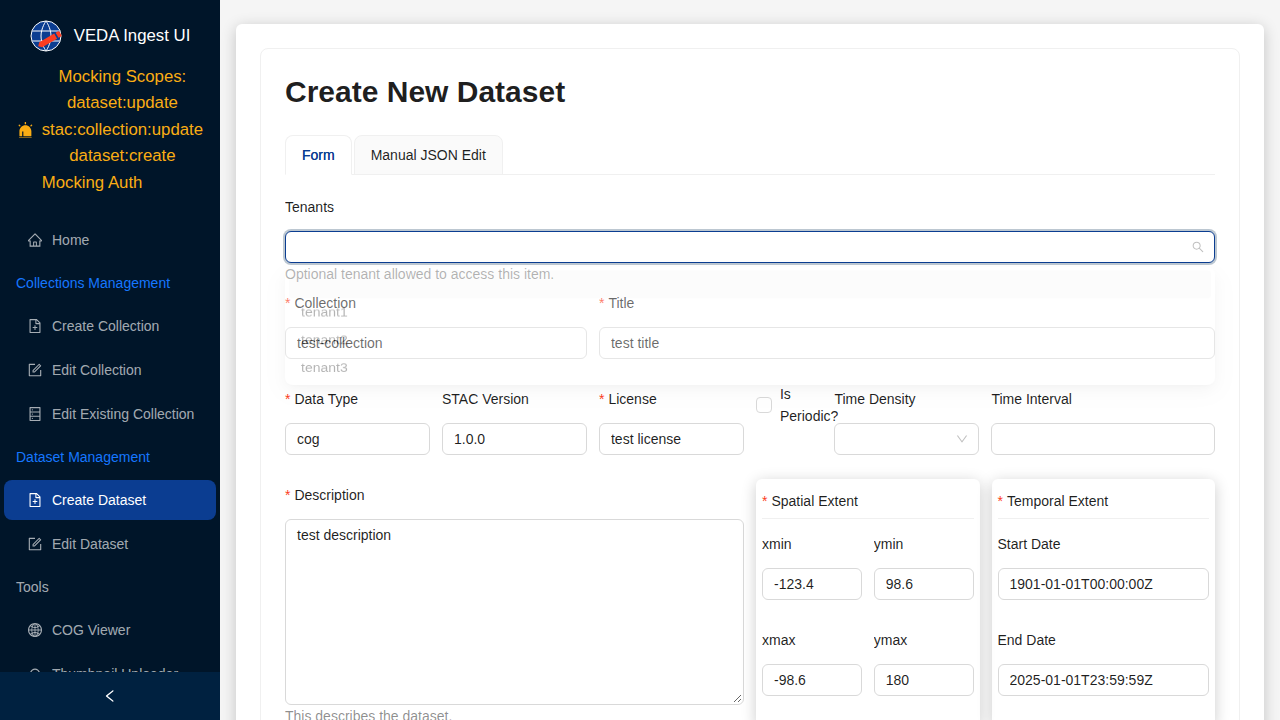 VEDA Ingest UI
Mocking Scopes:
dataset:update
stac:collection:update
dataset:create
Mocking Auth
Home
Collections Management
Create Collection
Edit Collection
Edit Existing Collection
Dataset Management
Create Dataset
Edit Dataset
Tools
COG Viewer
Thumbnail Uploader
Create New Dataset
Form
Manual JSON Edit
Tenants
Optional tenant allowed to access this item.
* Collection
* Title
tenant1
test-collection
tenant2
test title
tenant3
* Data Type
STAC Version
* License
Is Periodic?
Time Density
Time Interval
cog
1.0.0
test license
* Description
test description
This describes the dataset.
* Spatial Extent
xmin
ymin
-123.4
98.6
xmax
ymax
-98.6
180
* Temporal Extent
Start Date
1901-01-01T00:00:00Z
End Date
2025-01-01T23:59:59Z